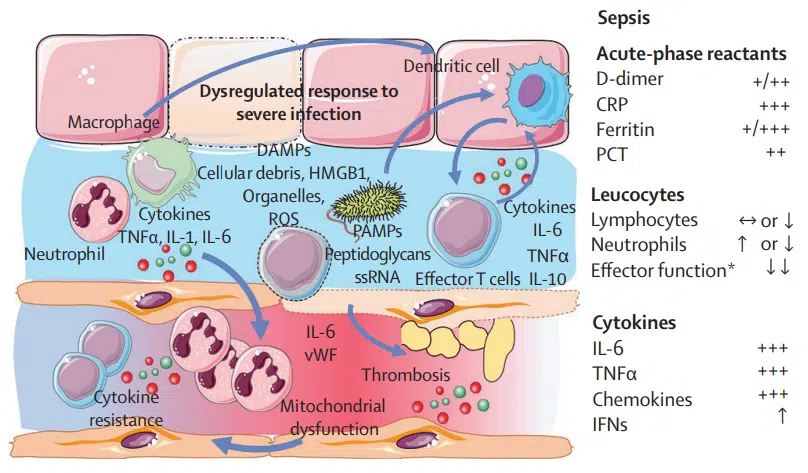 Dysregulated response to
severe infection
Macrophage
Dendritic cell
DAMPs
Cellular debris, HMGB1,
Organelles,
ROS
Cytokines
TNFα, IL-1, IL-6
Neutrophil
PAMPs
Peptidoglycans
ssRNA
Effector T cells
Cytokines
IL-6
TNFα
IL-10
IL-6
vWF
Thrombosis
Cytokine
resistance
Mitochondrial
dysfunction
Sepsis
Acute-phase reactants
D-dimer +/++
CRP +++
Ferritin +/+++
PCT ++
Leucocytes
Lymphocytes ↔ or ↓
Neutrophils ↑ or ↓
Effector function* ↓↓
Cytokines
IL-6 +++
TNFα +++
Chemokines +++
IFNs ↑